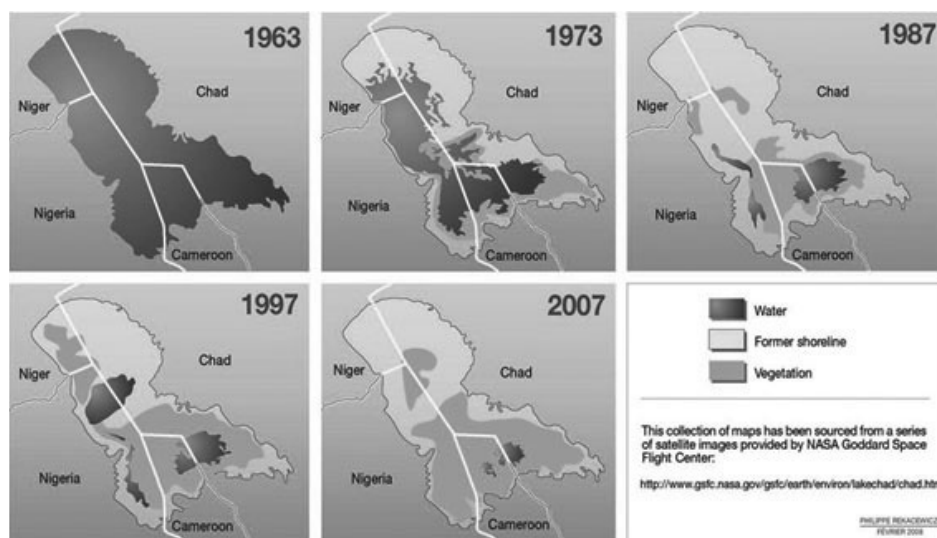 1963
Niger
Chad
Nigeria
Cameroon
1973
Niger
Chad
Nigeria
Cameroon
1987
Niger
Chad
Nigeria
Cameroon
1997
Niger
Chad
Nigeria
Cameroon
2007
Niger
Chad
Nigeria
Cameroon
Water
Former shoreline
Vegetation
This collection of maps has been sourced from a series
of satellite images provided by NASA Goddard Space
Flight Center:
http://www.gsfc.nasa.gov/gsfc/earth/environ/lakechad/chad.htm
PHILIPPE REKACEWICZ
FÉVRIER 2008